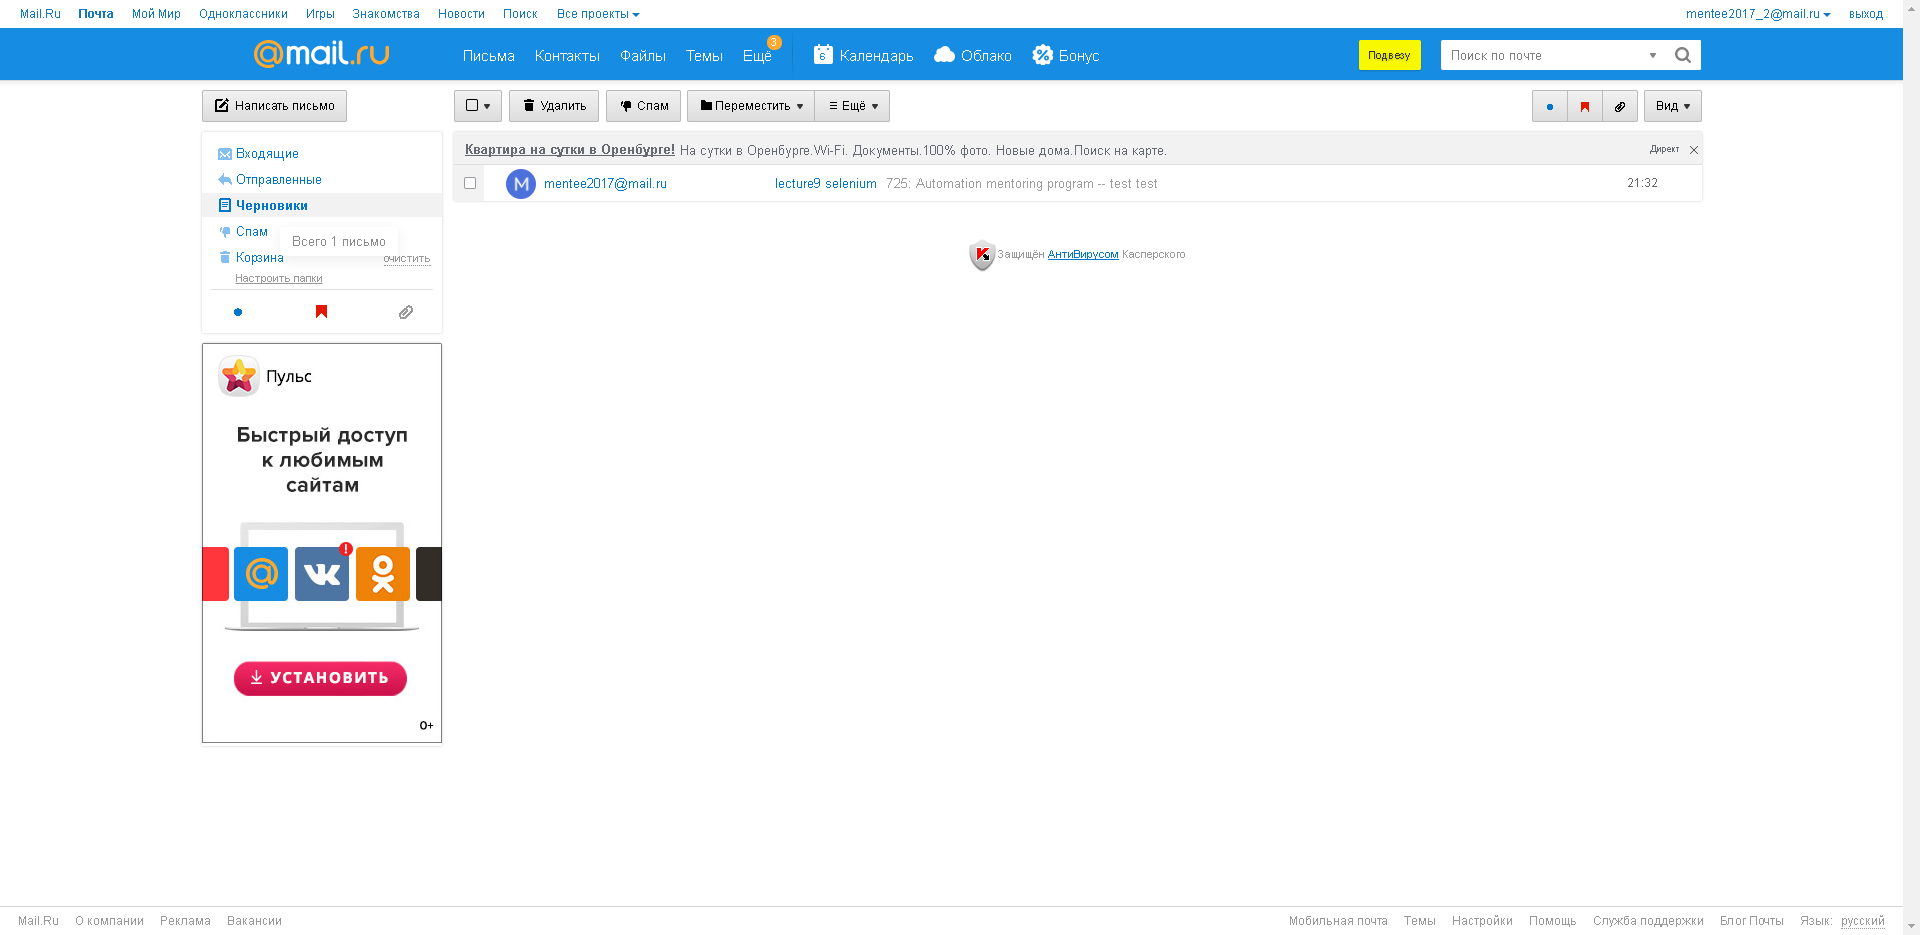 Mail.Ru Почта Мой Мир Одноклассники Игры Знакомства Новости Поиск Все проекты mentee2017_2@mail.ru выход
@mail.ru Письма Контакты Файлы Темы Ещё 3 6 Календарь Облако Бонус Подвезу Поиск по почте
Написать письмо Удалить Спам Переместить Ещё Вид
Входящие
Отправленные
Черновики
Спам
Всего 1 письмо
Корзина очистить
Настроить папки
Квартира на сутки в Оренбурге! На сутки в Оренбурге.Wi-Fi. Документы.100% фото. Новые дома.Поиск на карте. Директ
M mentee2017@mail.ru lecture9 selenium 725: Automation mentoring program -- test test 21:32
Защищён АнтиВирусом Касперского
Пульс
Быстрый доступ
к любимым
сайтам
УСТАНОВИТЬ
0+
Mail.Ru О компании Реклама Вакансии Мобильная почта Темы Настройки Помощь Служба поддержки Блог Почты Язык: русский